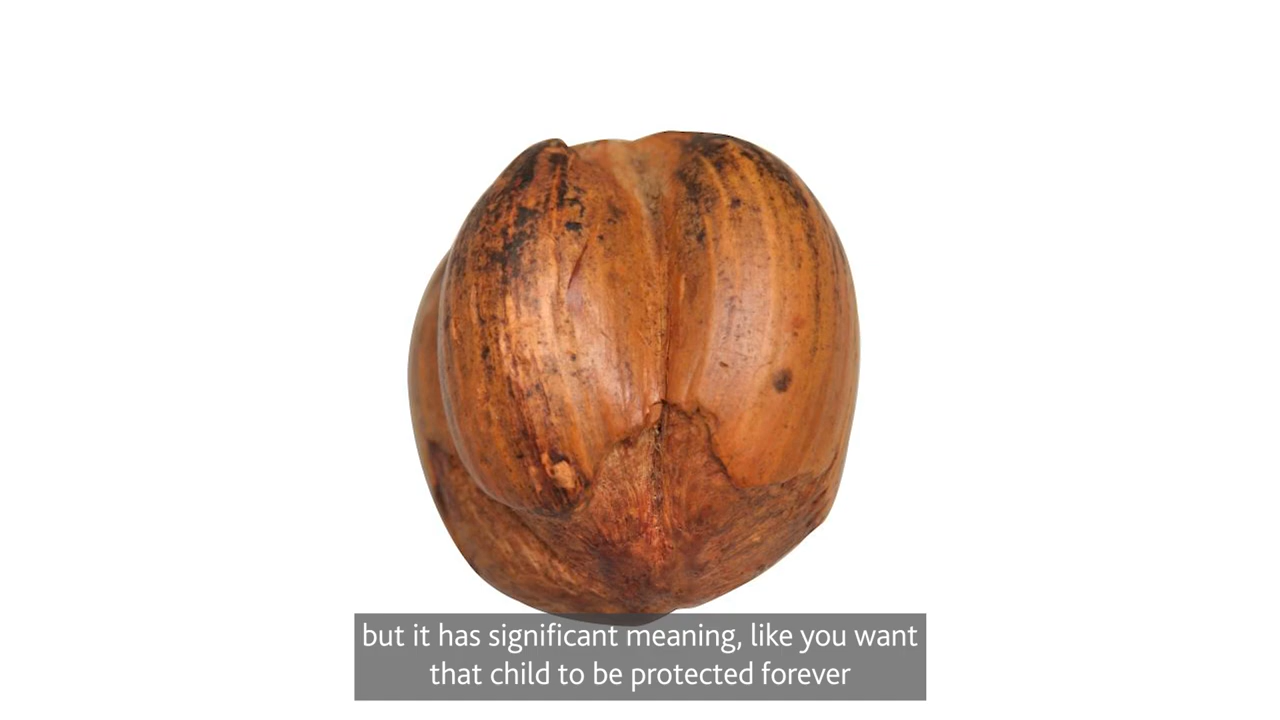 but it has significant meaning, like you want
that child to be protected forever